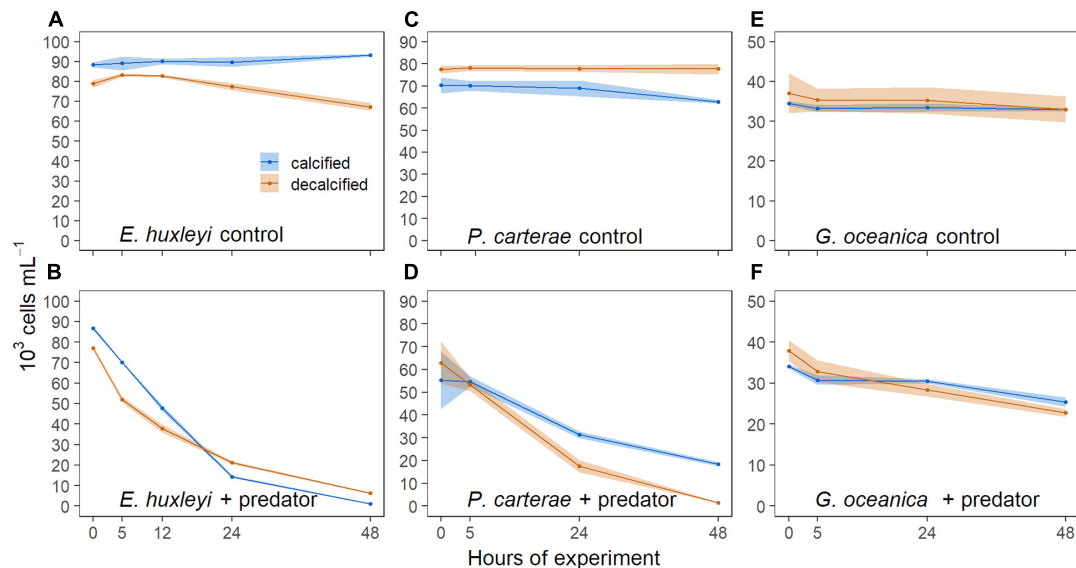 A
100
90
80
70
60
50
40
30
20
10
0
calcified
decalcified
E. huxleyi control
C
90
80
70
60
50
40
30
20
10
0
P. carterae control
E
50
40
30
20
10
0
G. oceanica control
10³ cells mL⁻¹
B
100
90
80
70
60
50
40
30
20
10
0
E. huxleyi + predator
0 5 12 24 48
D
90
80
70
60
50
40
30
20
10
0
P. carterae + predator
0 5 24 48
F
50
40
30
20
10
0
G. oceanica + predator
0 5 24 48
Hours of experiment